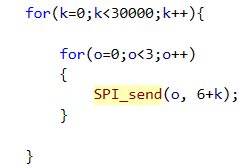 for(k=0;k<30000;k++){
for(o=0;o<3;o++)
{
SPI_send(o, 6+k);
}
}